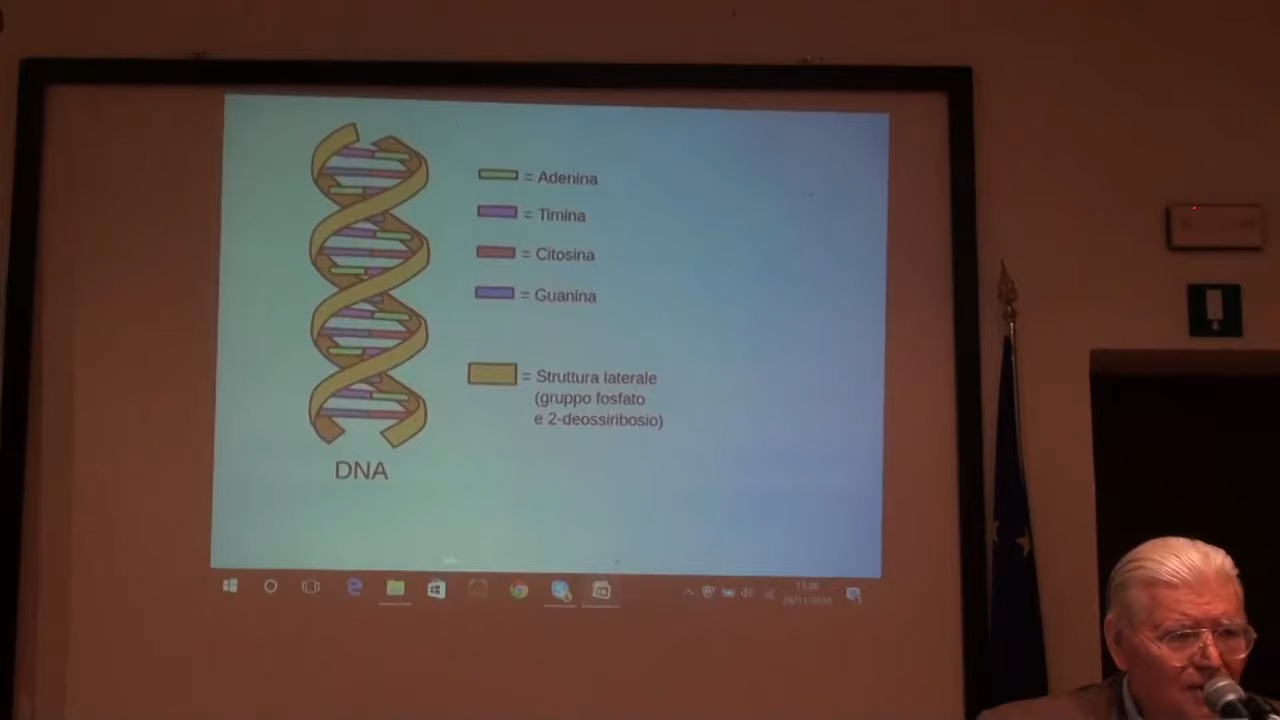 = Adenina
= Timina
= Citosina
= Guanina
= Struttura laterale
(gruppo fosfato
e 2-deossiribosio)
DNA